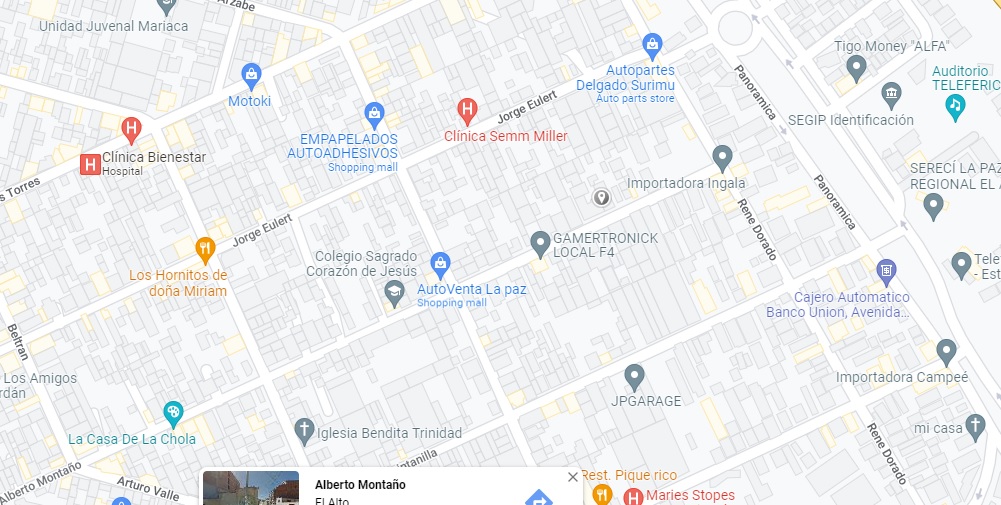 Arzabe
Unidad Juvenal Mariaca
Tigo Money "ALFA"
Autopartes
Delgado Surimu
Auto parts store
Panoramica
Auditorio
TELEFERIC
Motoki
Jorge Eulert
SEGIP Identificación
EMPAPELADOS
AUTOADHESIVOS
Shopping mall
Clínica Semm Miller
Clínica Bienestar
Hospital
s Torres
Importadora Ingala
SERECÍ LA PAZ
REGIONAL EL A
Panoramica
Rene Dorado
Jorge Eulert
GAMERTRONICK
LOCAL F4
Colegio Sagrado
Corazón de Jesús
Los Hornitos de
doña Miriam
AutoVenta La paz
Shopping mall
Telef
- Est
Cajero Automatico
Banco Union, Avenida...
Beltran
Los Amigos
rdán
Importadora Campeé
JPGARAGE
La Casa De La Chola
Iglesia Bendita Trinidad
mi casa
Rene Dorado
Alberto Montaño
Arturo Valle
ntanilla
Rest. Pique rico
Maries Stopes
Alberto Montaño
El Alto